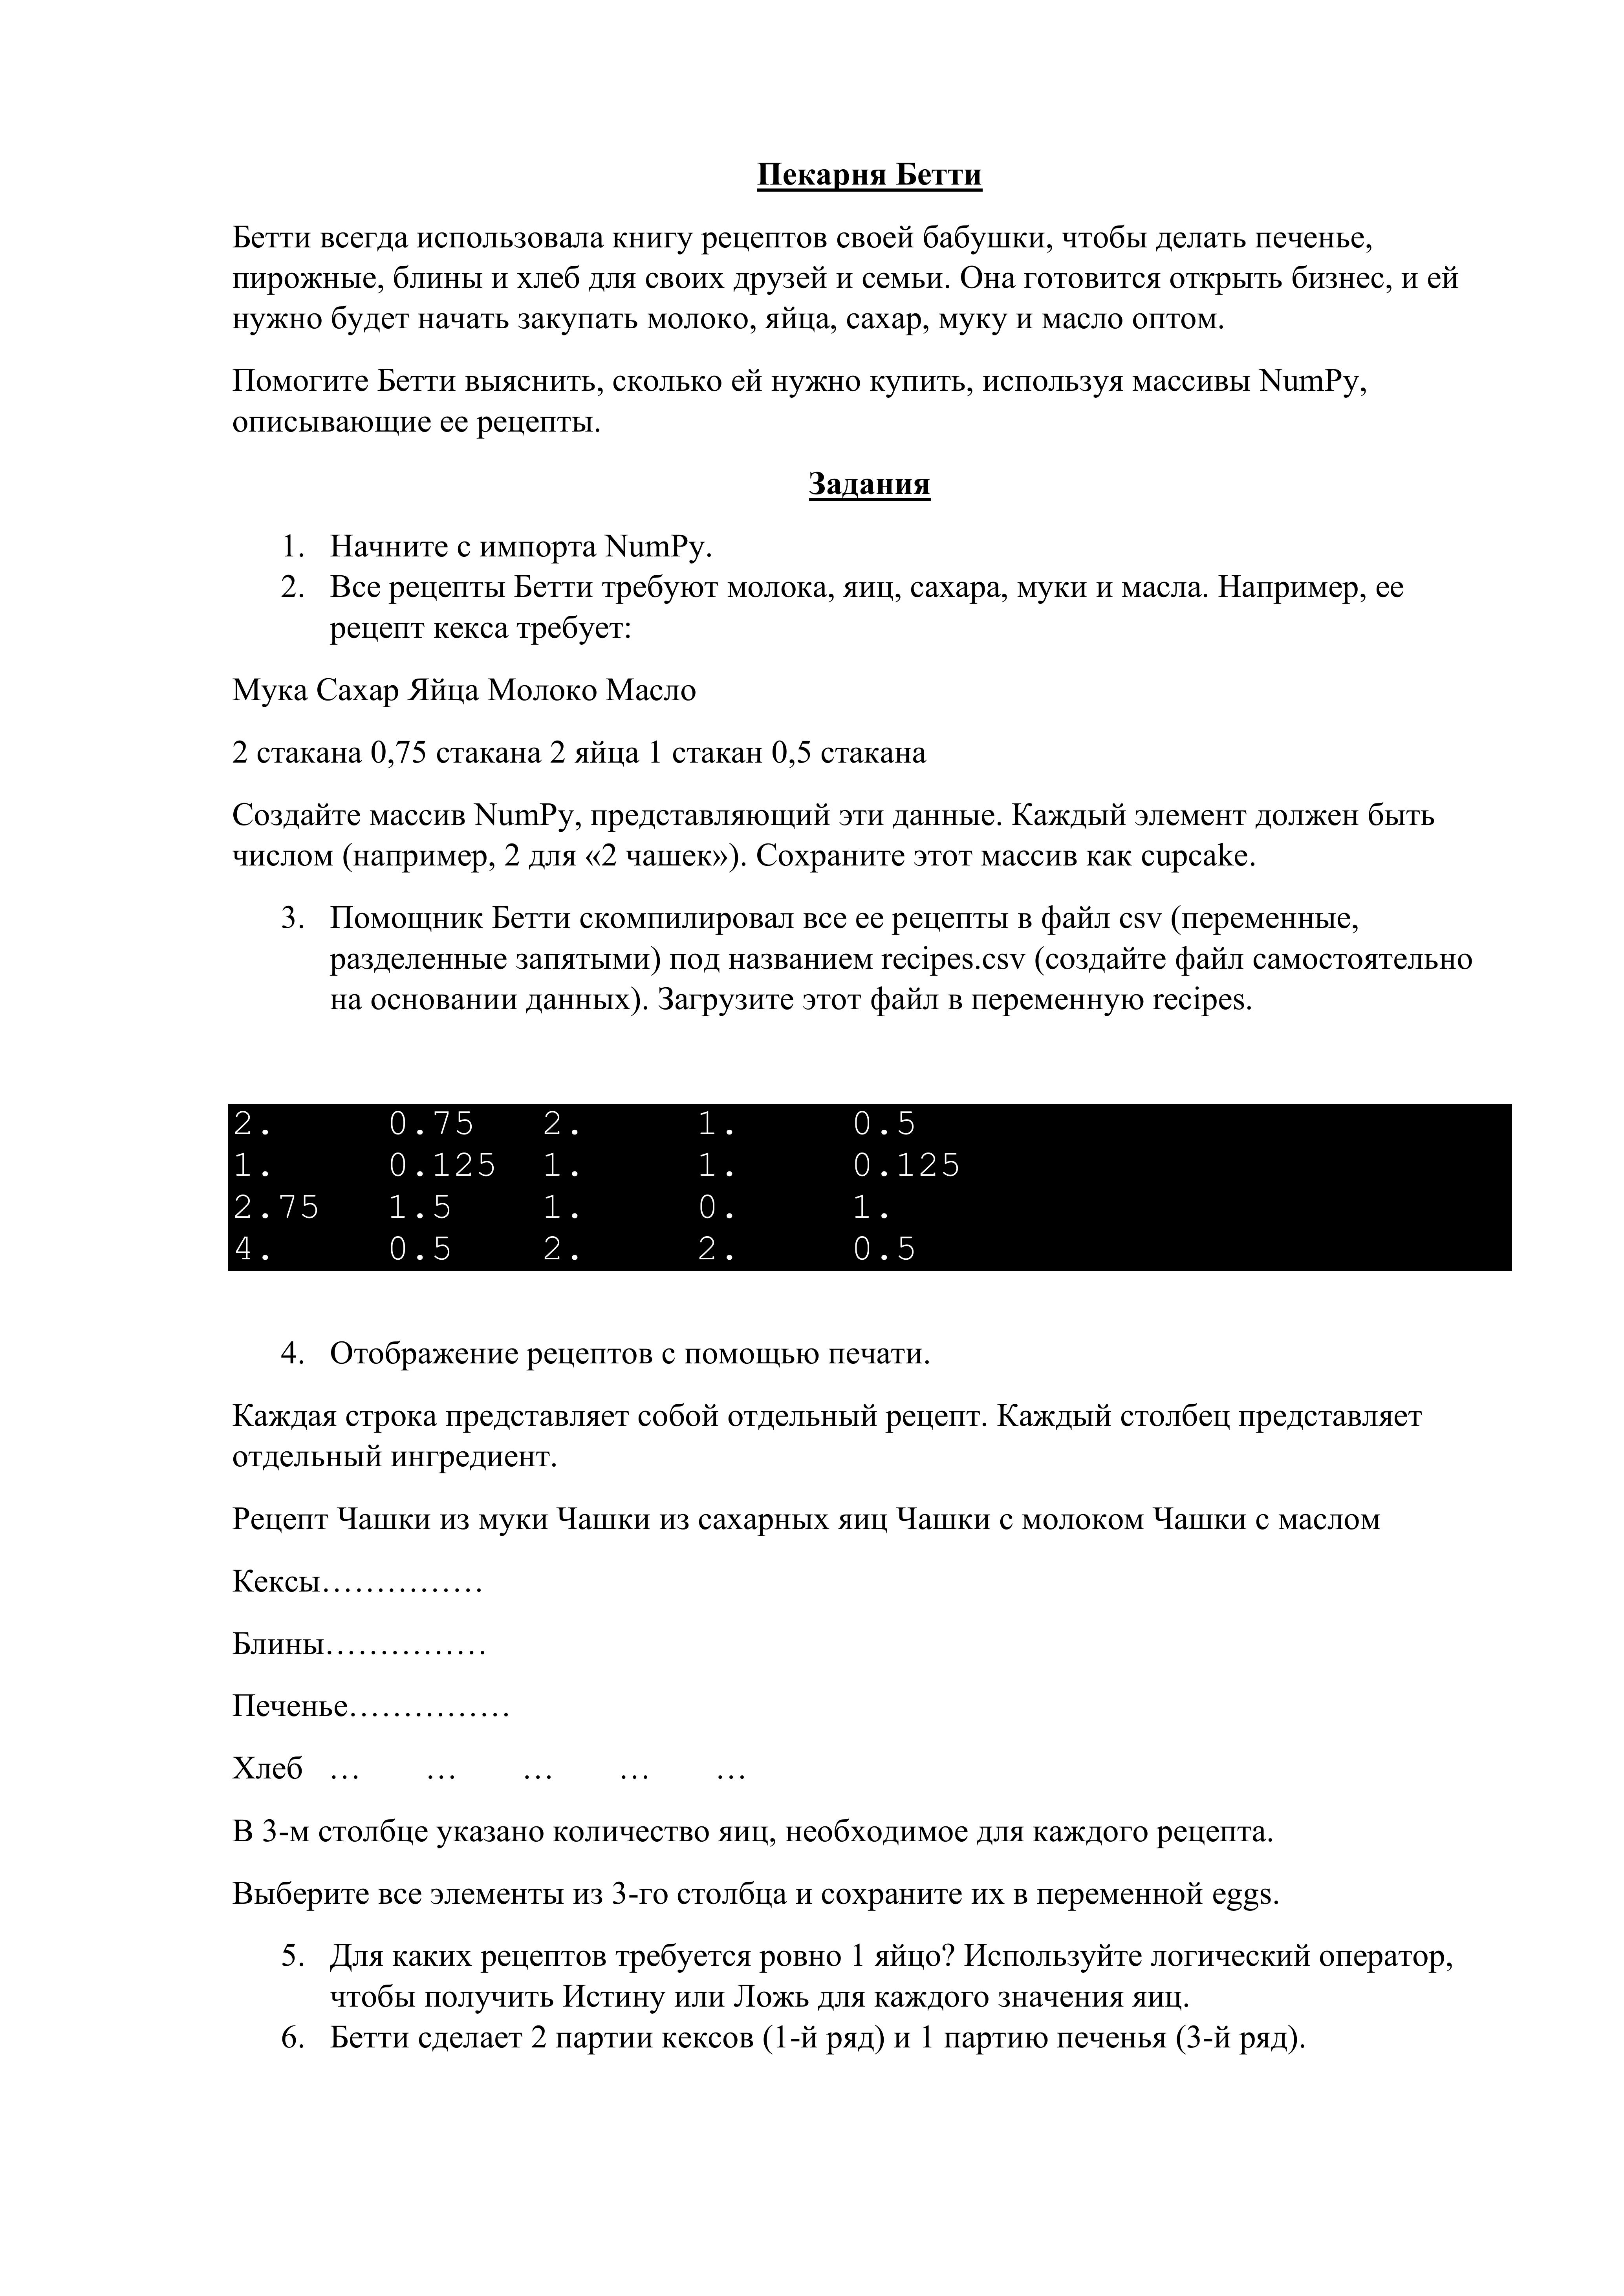 Пекарня Бетти
Бетти всегда использовала книгу рецептов своей бабушки, чтобы делать печенье,
пирожные, блины и хлеб для своих друзей и семьи. Она готовится открыть бизнес, и ей
нужно будет начать закупать молоко, яйца, сахар, муку и масло оптом.
Помогите Бетти выяснить, сколько ей нужно купить, используя массивы NumPy,
описывающие ее рецепты.
Задания
1. Начните с импорта NumPy.
2. Все рецепты Бетти требуют молока, яиц, сахара, муки и масла. Например, ее
рецепт кекса требует:
Мука Сахар Яйца Молоко Масло
2 стакана 0,75 стакана 2 яйца 1 стакан 0,5 стакана
Создайте массив NumPy, представляющий эти данные. Каждый элемент должен быть
числом (например, 2 для «2 чашек»). Сохраните этот массив как cupcake.
3. Помощник Бетти скомпилировал все ее рецепты в файл csv (переменные,
разделенные запятыми) под названием recipes.csv (создайте файл самостоятельно
на основании данных). Загрузите этот файл в переменную recipes.
2. 0.75 2. 1. 0.5
1. 0.125 1. 1. 0.125
2.75 1.5 1. 0. 1.
4. 0.5 2. 2. 0.5
4. Отображение рецептов с помощью печати.
Каждая строка представляет собой отдельный рецепт. Каждый столбец представляет
отдельный ингредиент.
Рецепт Чашки из муки Чашки из сахарных яиц Чашки с молоком Чашки с маслом
Кексы……………
Блины……………
Печенье……………
Хлеб … … … … …
В 3-м столбце указано количество яиц, необходимое для каждого рецепта.
Выберите все элементы из 3-го столбца и сохраните их в переменной eggs.
5. Для каких рецептов требуется ровно 1 яйцо? Используйте логический оператор,
чтобы получить Истину или Ложь для каждого значения яиц.
6. Бетти сделает 2 партии кексов (1-й ряд) и 1 партию печенья (3-й ряд).